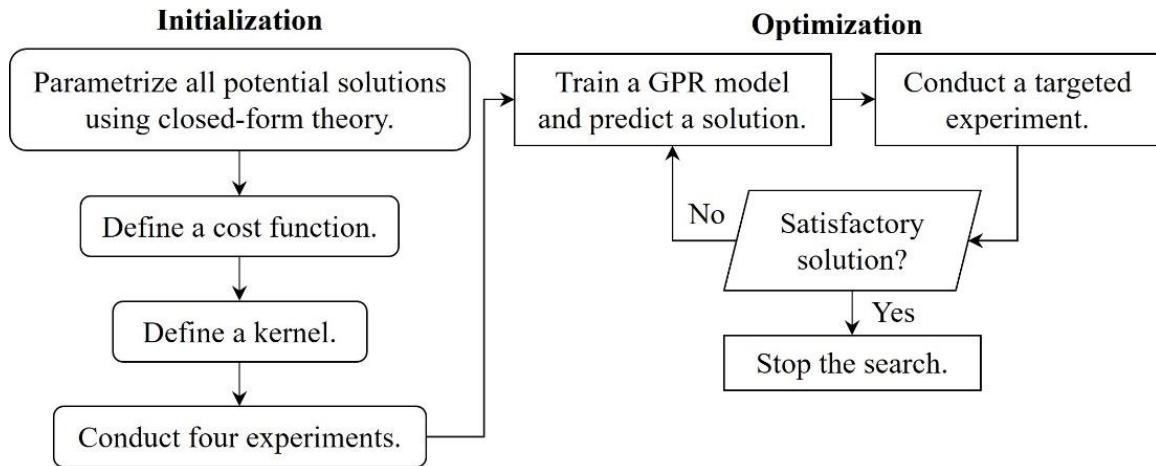 Initialization
Parametrize all potential solutions
using closed-form theory.
Define a cost function.
Define a kernel.
Conduct four experiments.
Optimization
Train a GPR model
and predict a solution.
Conduct a targeted
experiment.
Satisfactory
solution?
No
Yes
Stop the search.